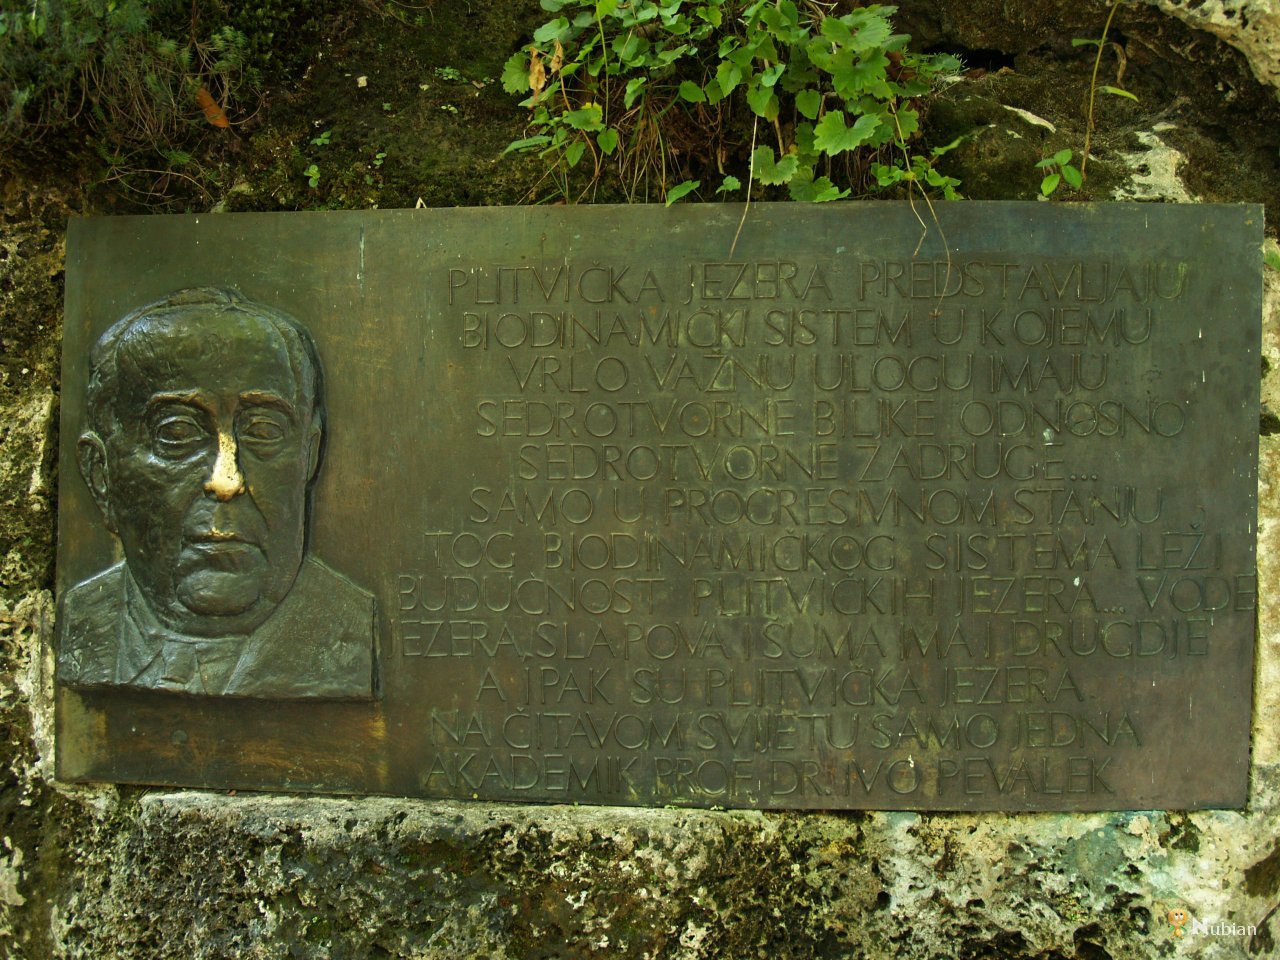 PLITVIČKA JEZERA PREDSTAVLJAJU
BIODINAMIČKI SISTEM U KOJEMU
VRLO VAŽNU ULOGU IMAJU
SEDROTVORNE BILJKE ODNOSNO
SEDROTVORNE ZADRUGE...
SAMO U PROGRESIVNOM STANJU
TOG BIODINAMIČKOG SISTEMA LEŽI
BUDUĆNOST PLITVIČKIH JEZERA... VODE
JEZERA, SLAPOVA I ŠUMA IMA I DRUGDJE
A IPAK SU PLITVIČKA JEZERA
NA ČITAVOM SVIJETU SAMO JEDNA
AKADEMIK PROF. DR. IVO PEVALEK
Nubian